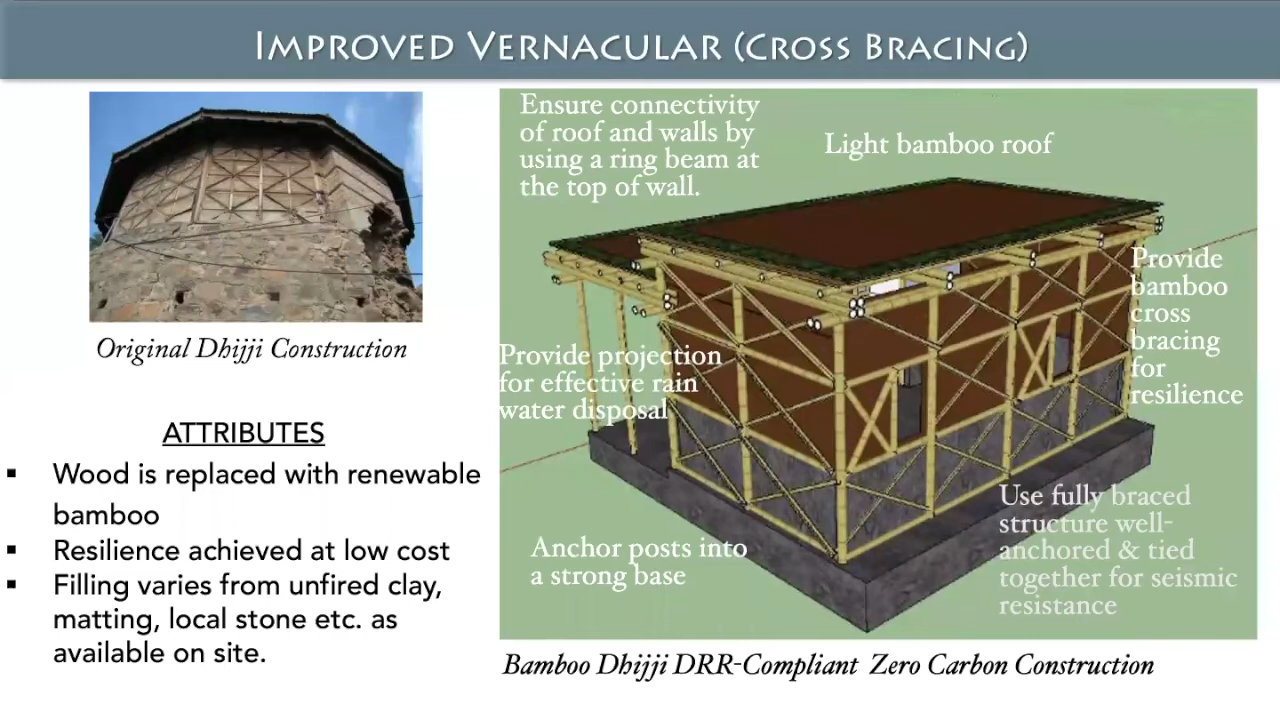 IMPROVED VERNACULAR (CROSS BRACING)
Original Dhijji Construction
ATTRIBUTES
▪ Wood is replaced with renewable
bamboo
▪ Resilience achieved at low cost
▪ Filling varies from unfired clay,
matting, local stone etc. as
available on site.
Ensure connectivity
of roof and walls by
using a ring beam at
the top of wall.
Light bamboo roof
Provide
bamboo
cross
bracing
for
resilience
Provide projection
for effective rain
water disposal
Anchor posts into
a strong base
Use fully braced
structure well-
anchored & tied
together for seismic
resistance
Bamboo Dhijji DRR-Compliant Zero Carbon Construction